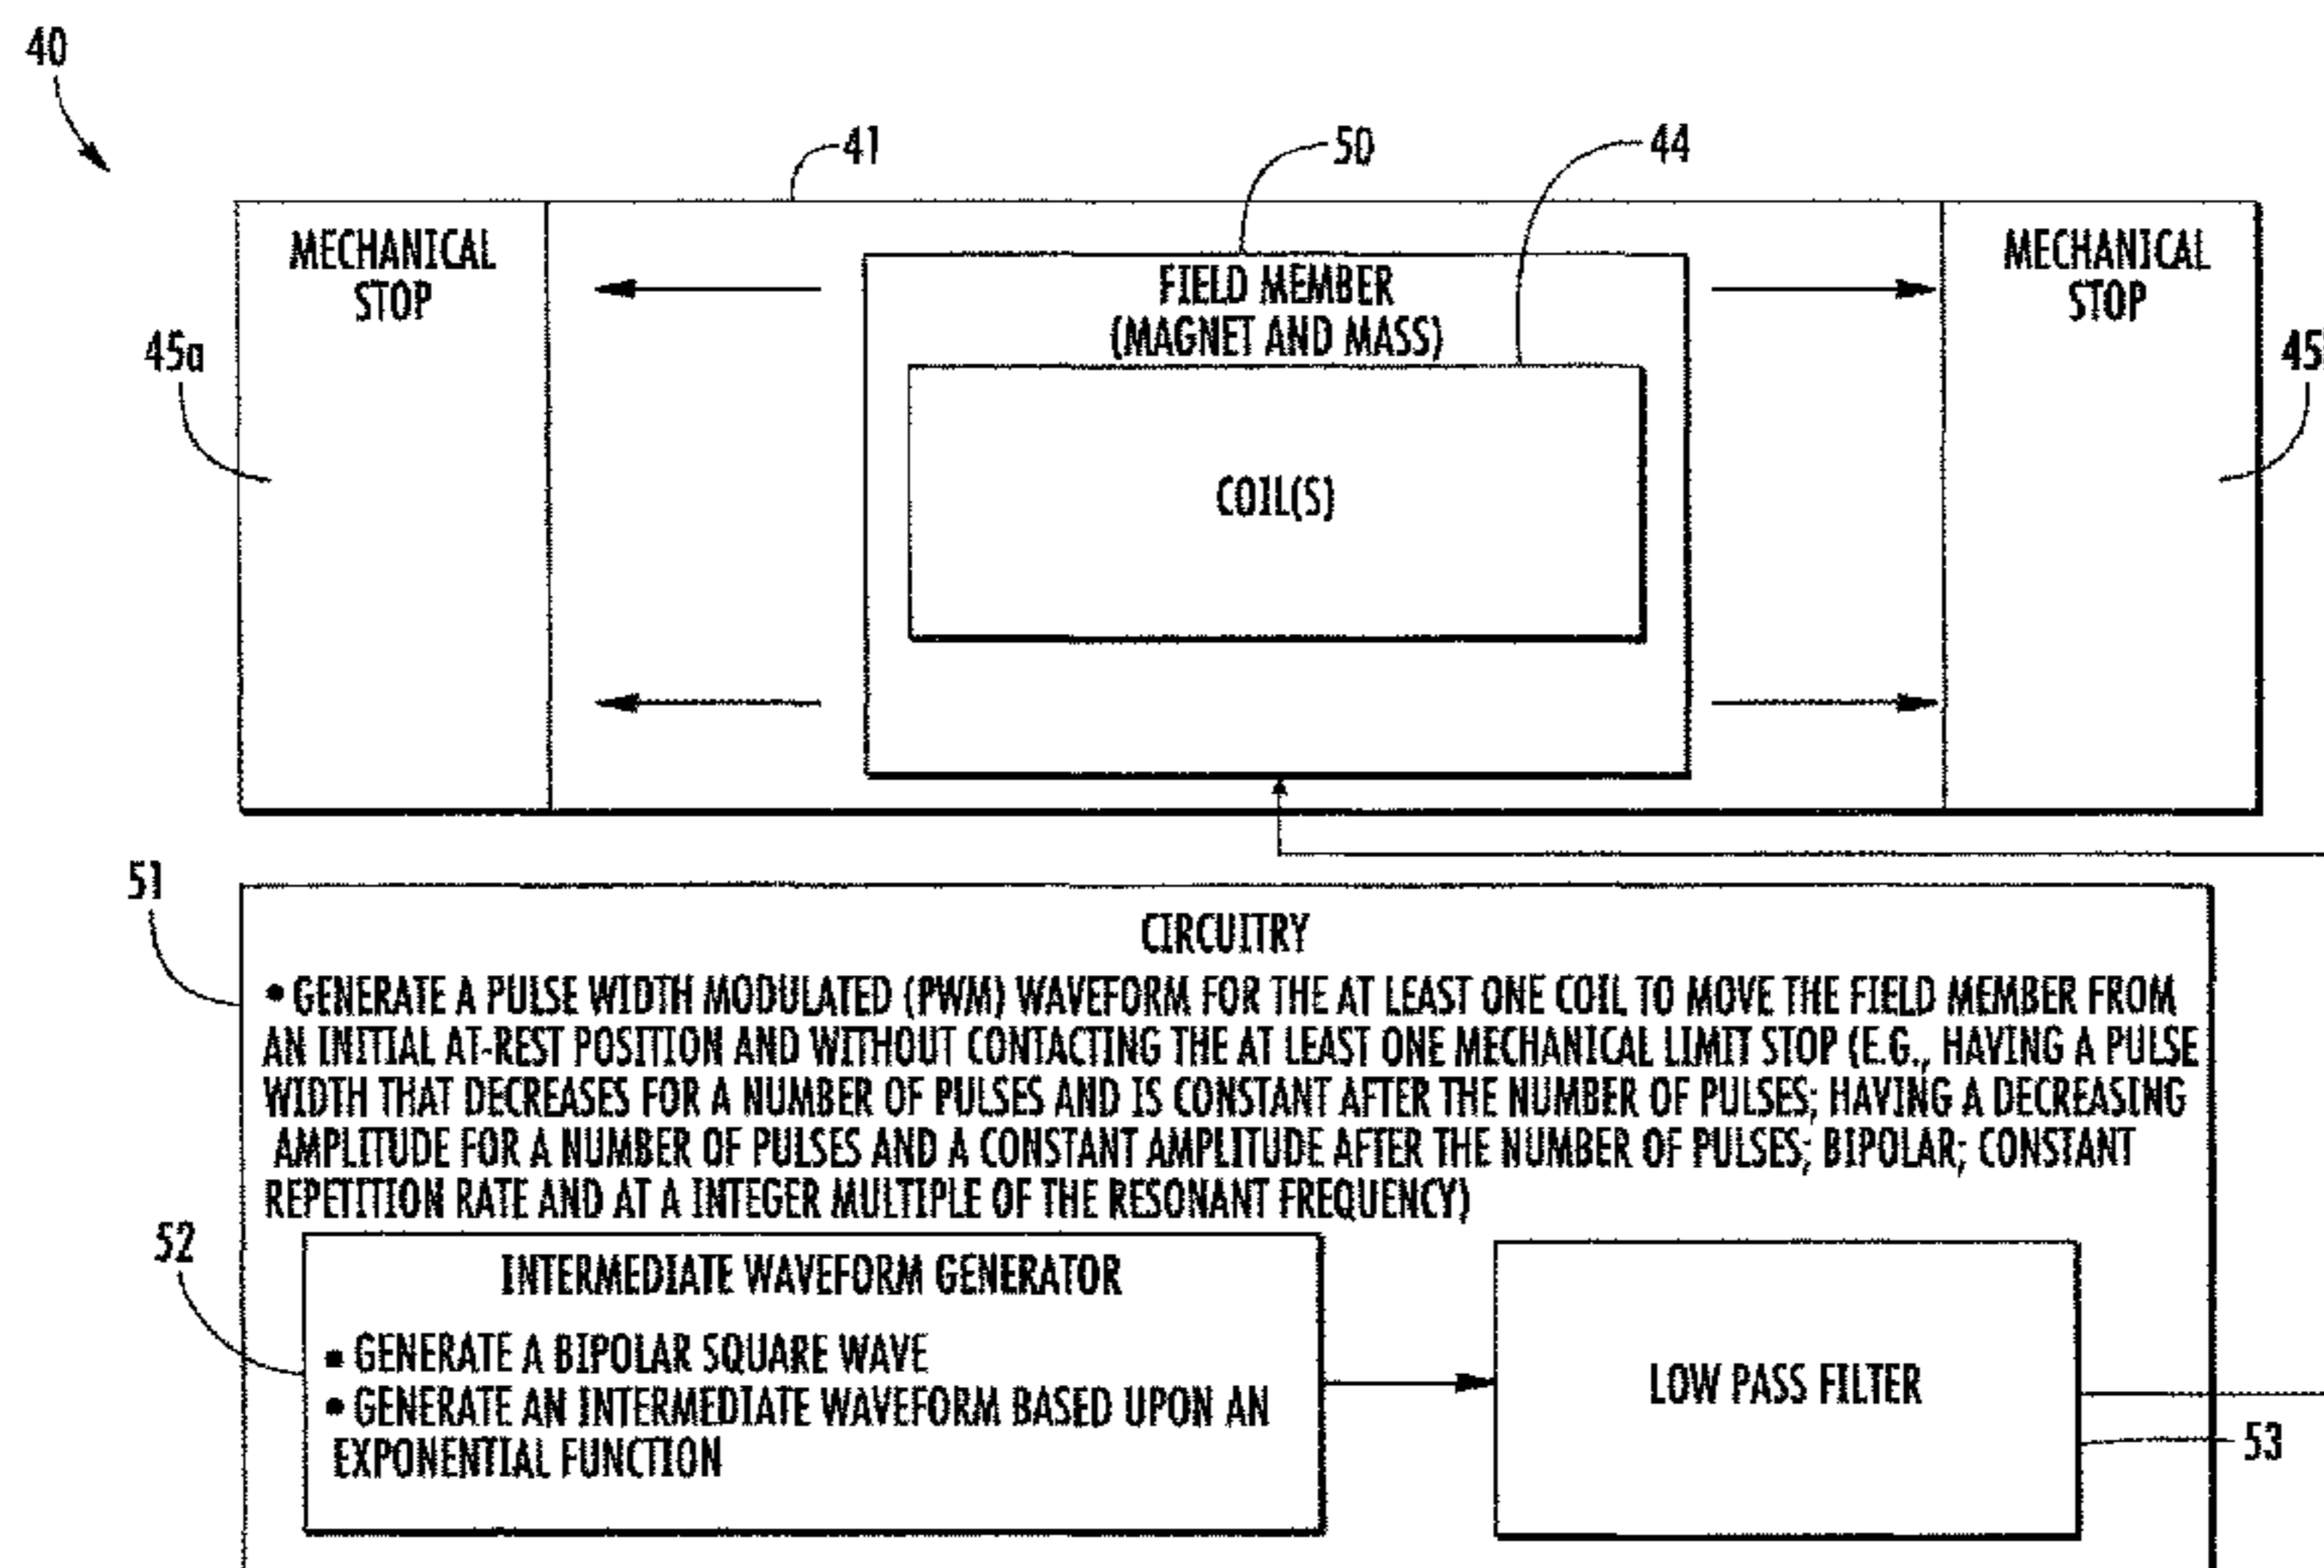 40
41
50
44
MECHANICAL
STOP
FIELD MEMBER
(MAGNET AND MASS)
MECHANICAL
STOP
45a
45
COIL(S)
51
CIRCUITRY
• GENERATE A PULSE WIDTH MODULATED (PWM) WAVEFORM FOR THE AT LEAST ONE COIL TO MOVE THE FIELD MEMBER FROM
AN INITIAL AT-REST POSITION AND WITHOUT CONTACTING THE AT LEAST ONE MECHANICAL LIMIT STOP (E.G., HAVING A PULSE
WIDTH THAT DECREASES FOR A NUMBER OF PULSES AND IS CONSTANT AFTER THE NUMBER OF PULSES; HAVING A DECREASING
AMPLITUDE FOR A NUMBER OF PULSES AND A CONSTANT AMPLITUDE AFTER THE NUMBER OF PULSES; BIPOLAR; CONSTANT
REPETITION RATE AND AT A INTEGER MULTIPLE OF THE RESONANT FREQUENCY)
52
INTERMEDIATE WAVEFORM GENERATOR
• GENERATE A BIPOLAR SQUARE WAVE
• GENERATE AN INTERMEDIATE WAVEFORM BASED UPON AN
EXPONENTIAL FUNCTION
LOW PASS FILTER
53